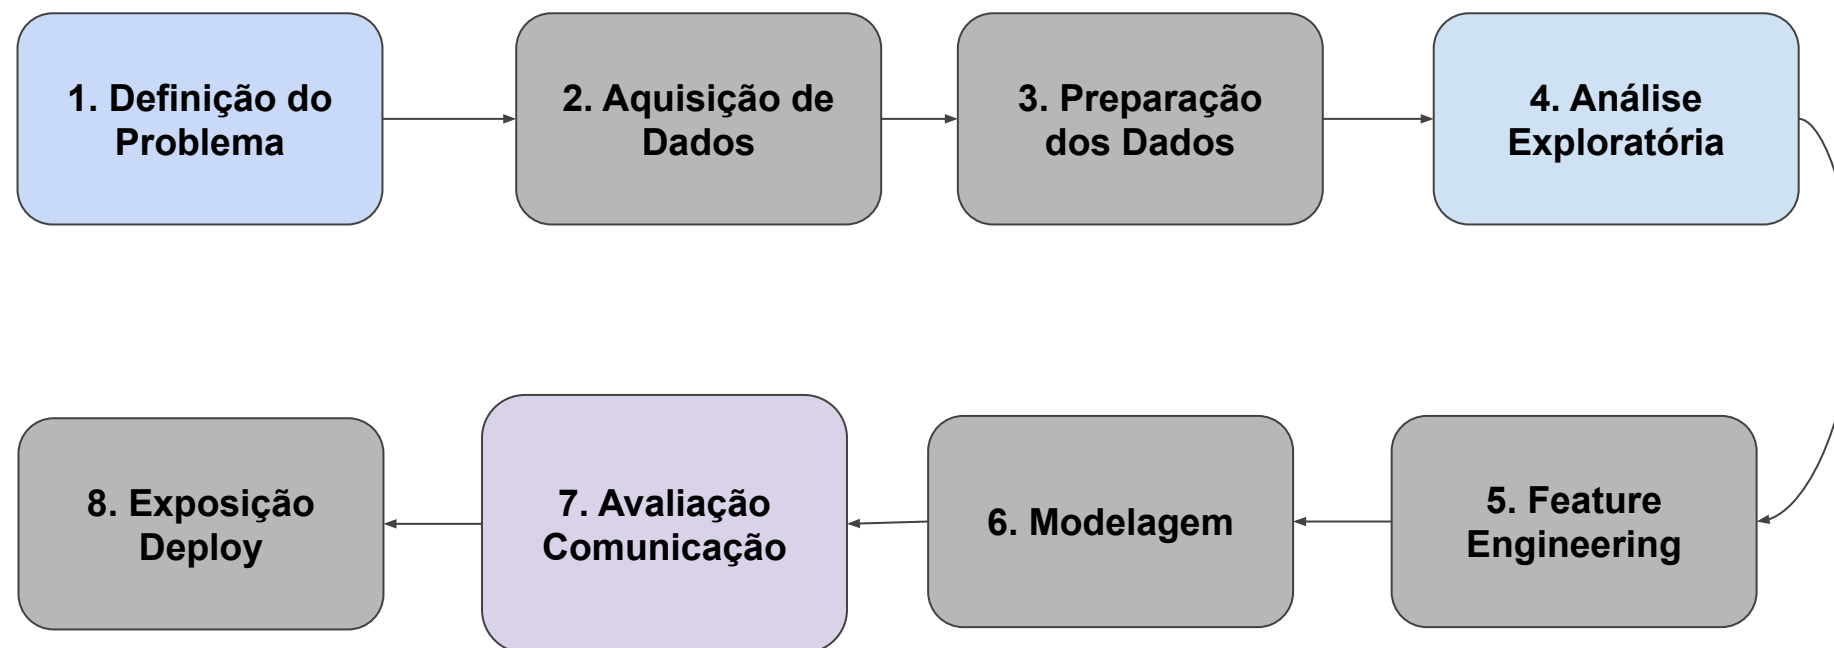 1. Definição do
Problema
2. Aquisição de
Dados
3. Preparação
dos Dados
4. Análise
Exploratória
5. Feature
Engineering
6. Modelagem
7. Avaliação
Comunicação
8. Exposição
Deploy